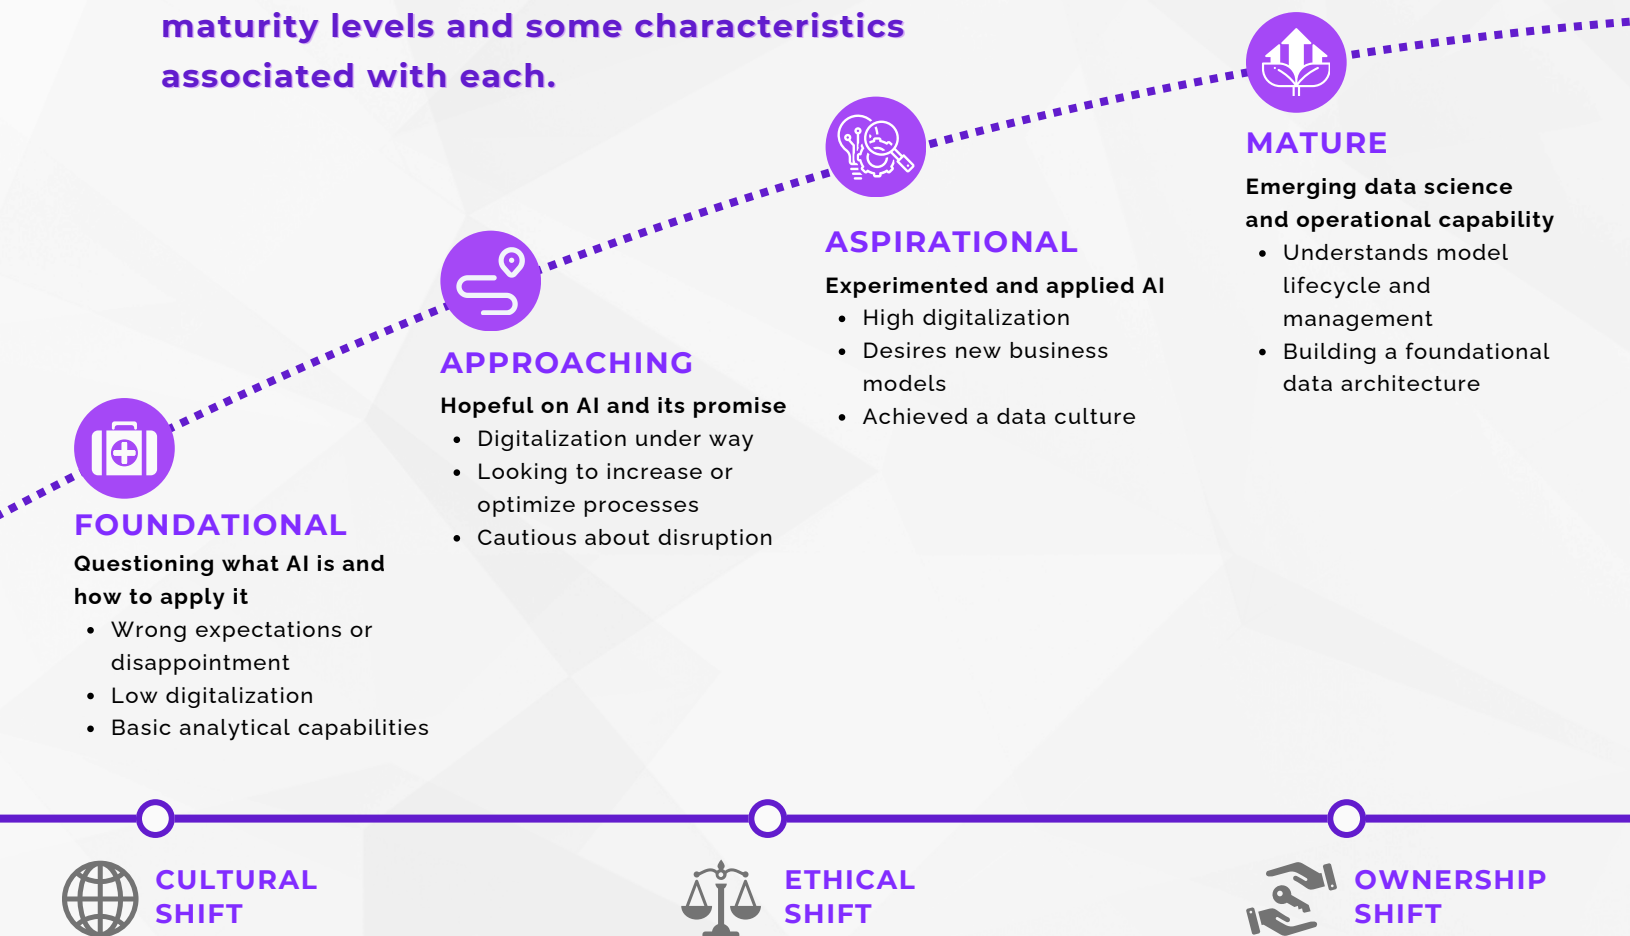 maturity levels and some characteristics
associated with each.
FOUNDATIONAL
Questioning what AI is and
how to apply it
• Wrong expectations or
disappointment
• Low digitalization
• Basic analytical capabilities
APPROACHING
Hopeful on AI and its promise
• Digitalization under way
• Looking to increase or
optimize processes
• Cautious about disruption
ASPIRATIONAL
Experimented and applied AI
• High digitalization
• Desires new business
models
• Achieved a data culture
MATURE
Emerging data science
and operational capability
• Understands model
lifecycle and
management
• Building a foundational
data architecture
CULTURAL
SHIFT
ETHICAL
SHIFT
OWNERSHIP
SHIFT